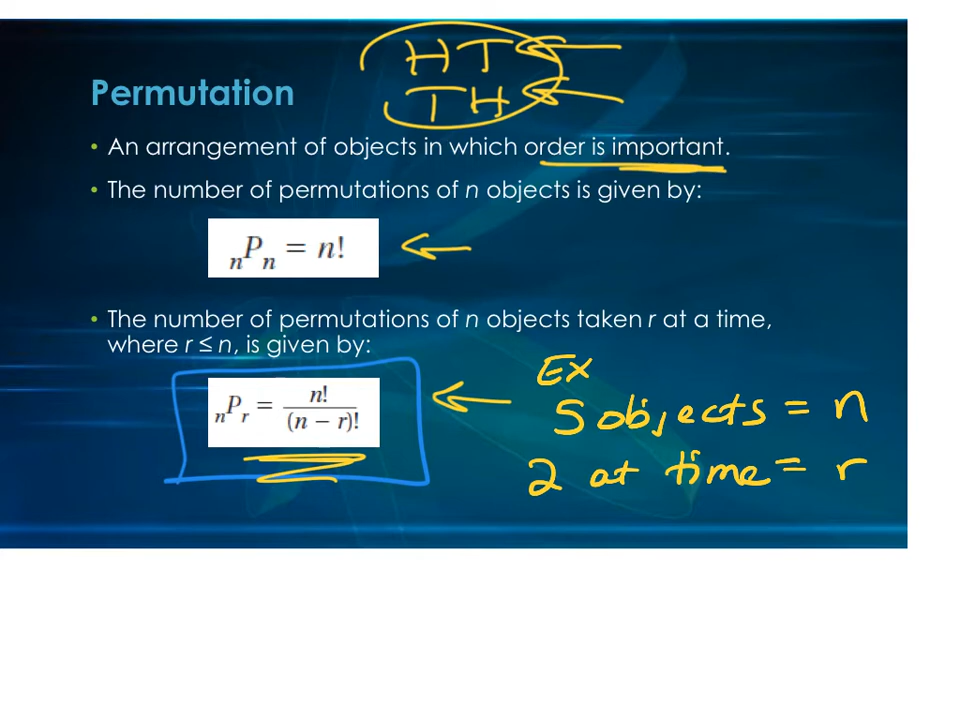 HT
TH
Permutation
• An arrangement of objects in which order is important.
• The number of permutations of n objects is given by:
nPn = n!
• The number of permutations of n objects taken r at a time,
where r ≤ n, is given by:
nPr = n! / (n − r)!
EX
5 objects = n
2 at time = r